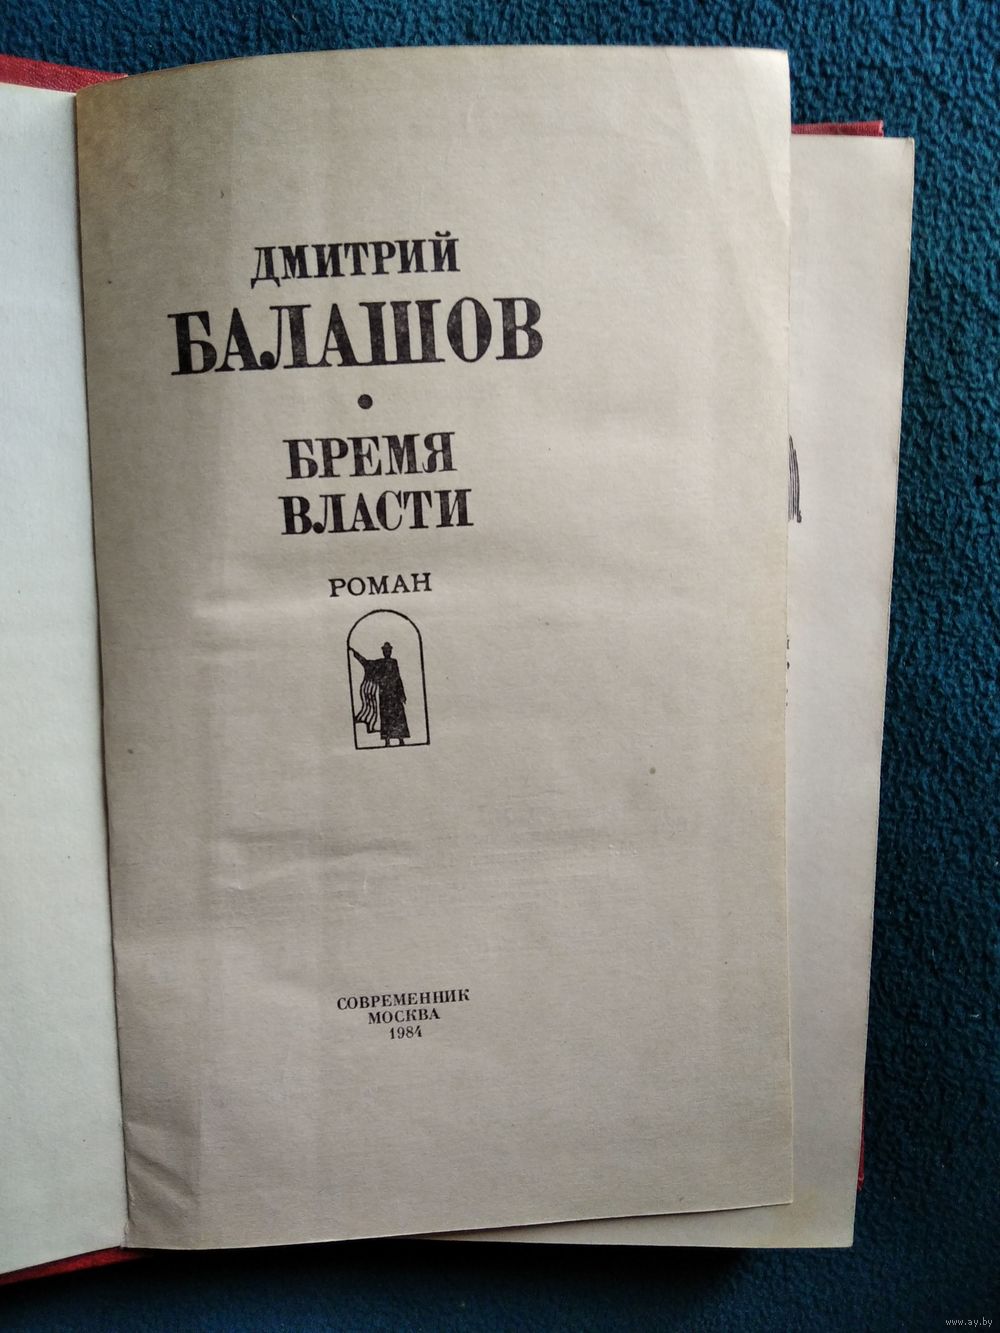 ДМИТРИЙ
БАЛАШОВ
•
БРЕМЯ
ВЛАСТИ
РОМАН
СОВРЕМЕННИК
МОСКВА
1984
www.ay.by